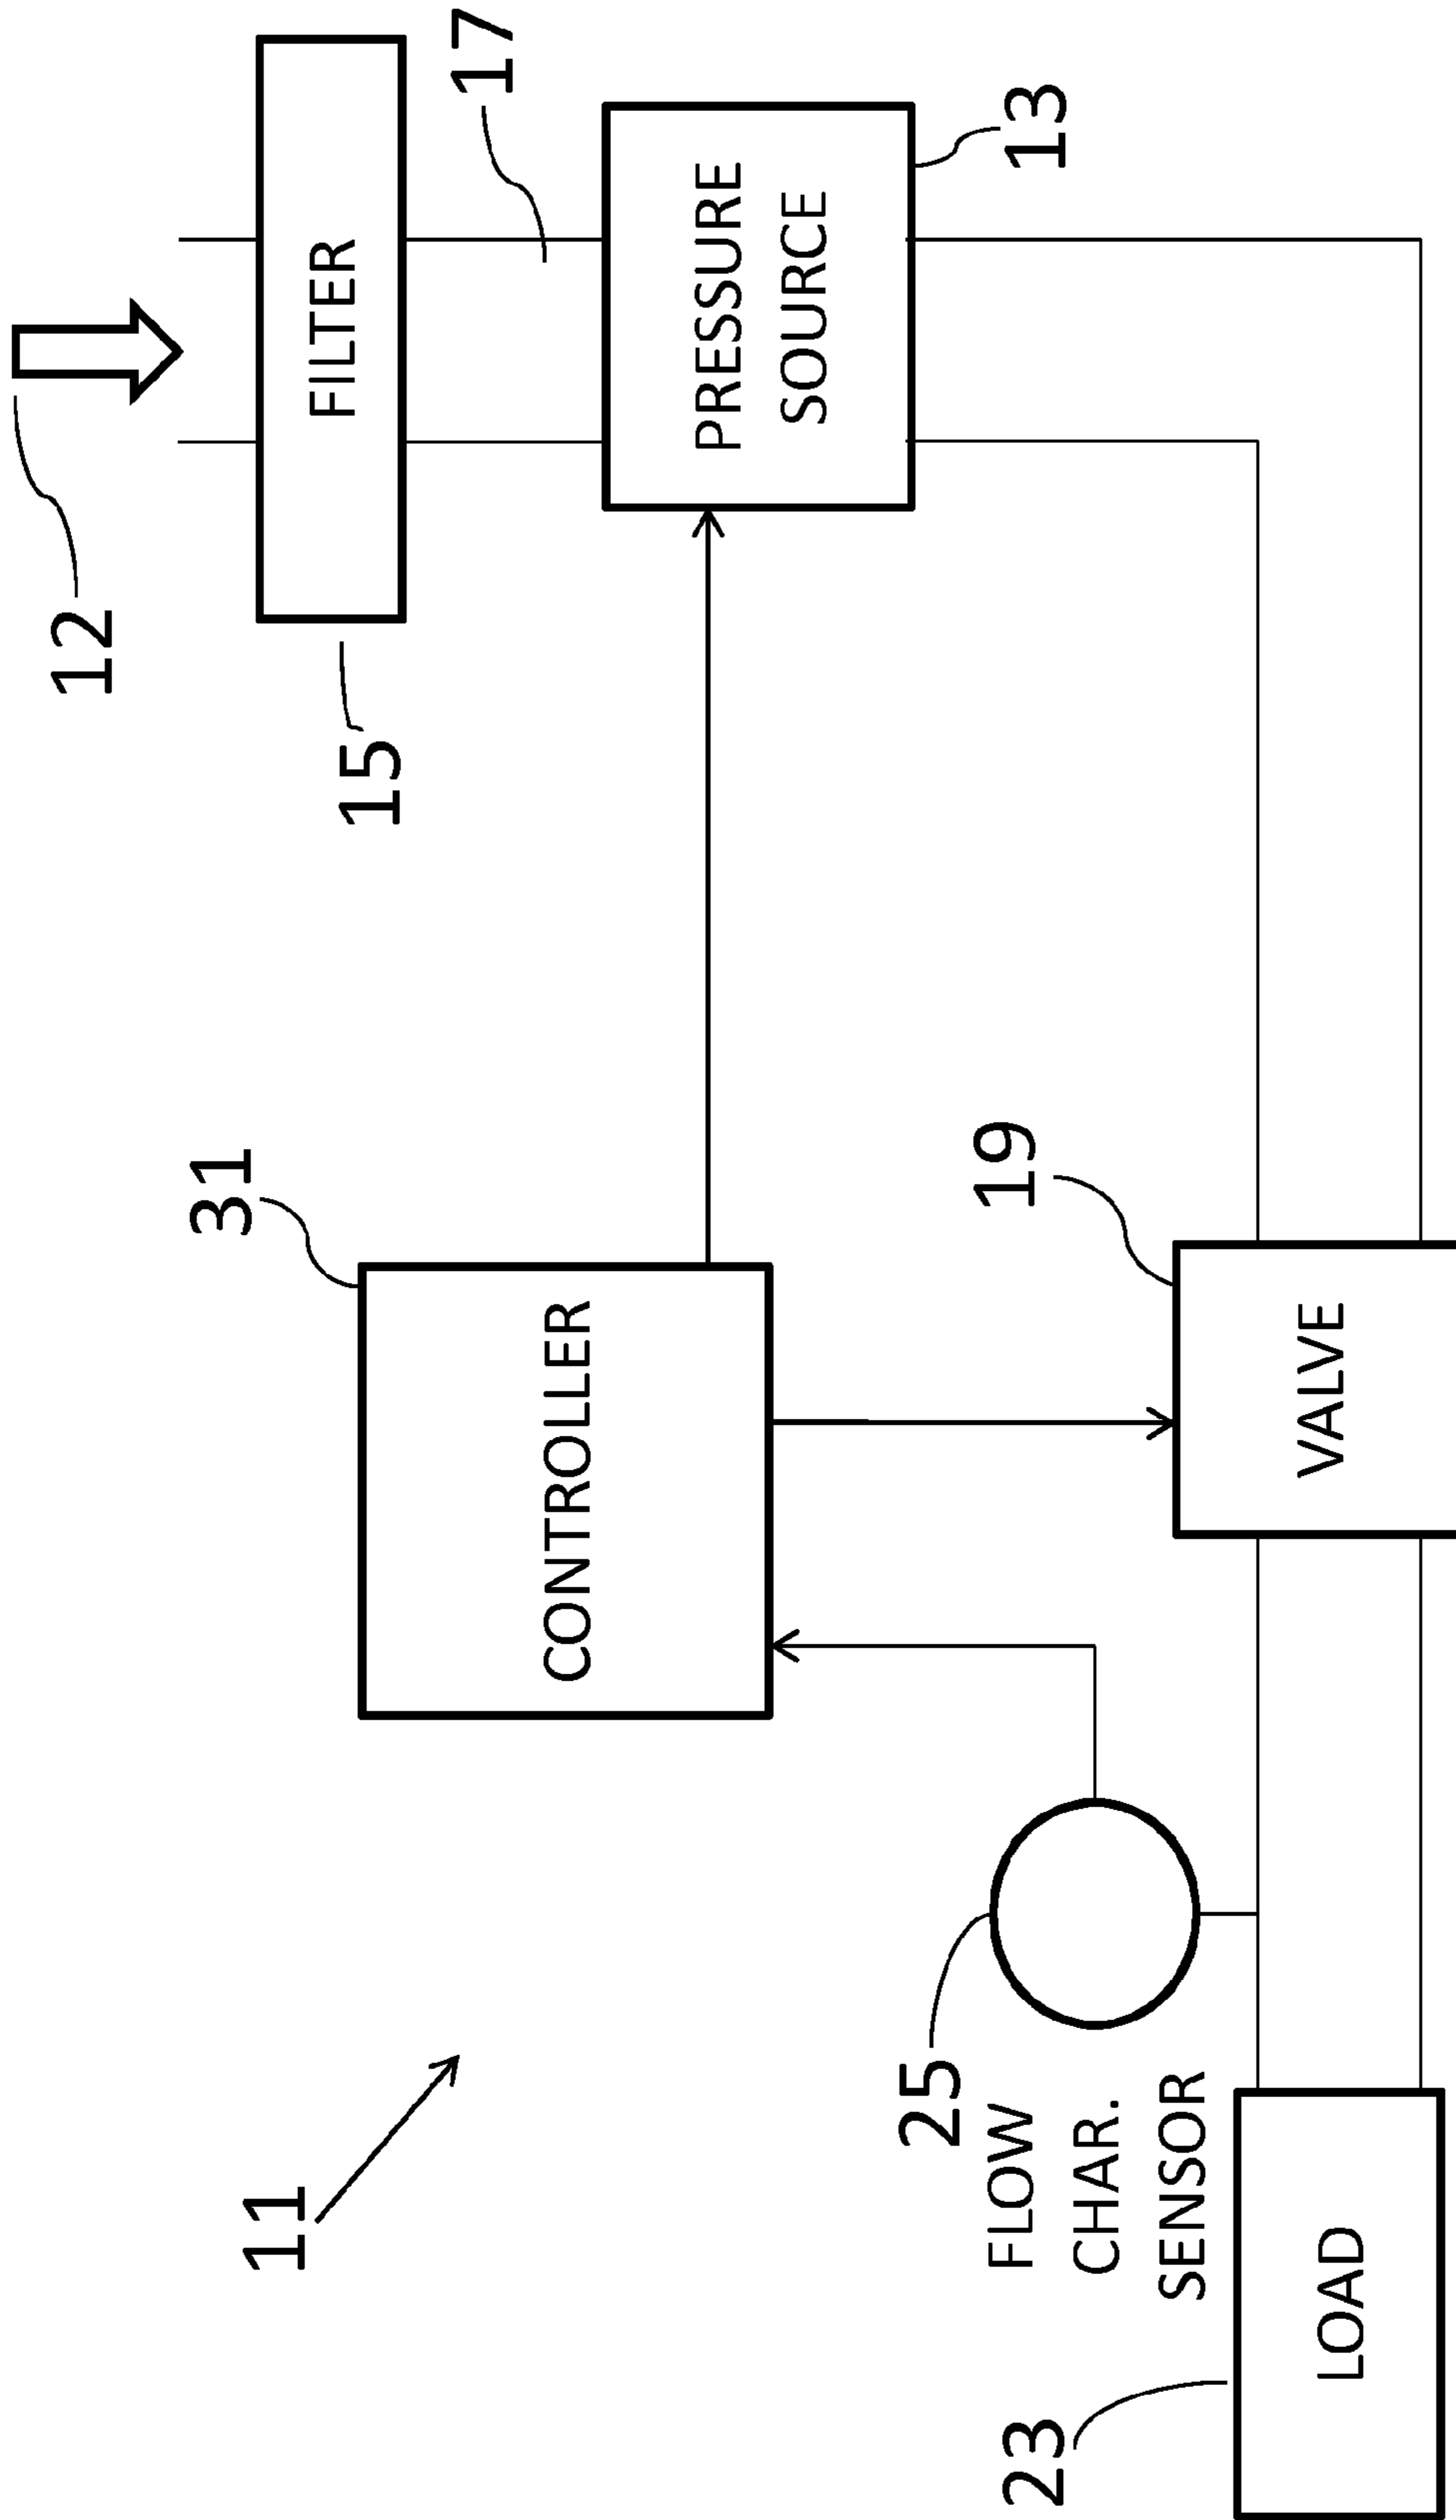 11
31
12
15
FILTER
17
CONTROLLER
PRESSURE
SOURCE
13
25
FLOW
CHAR.
SENSOR
19
23
LOAD
VALVE